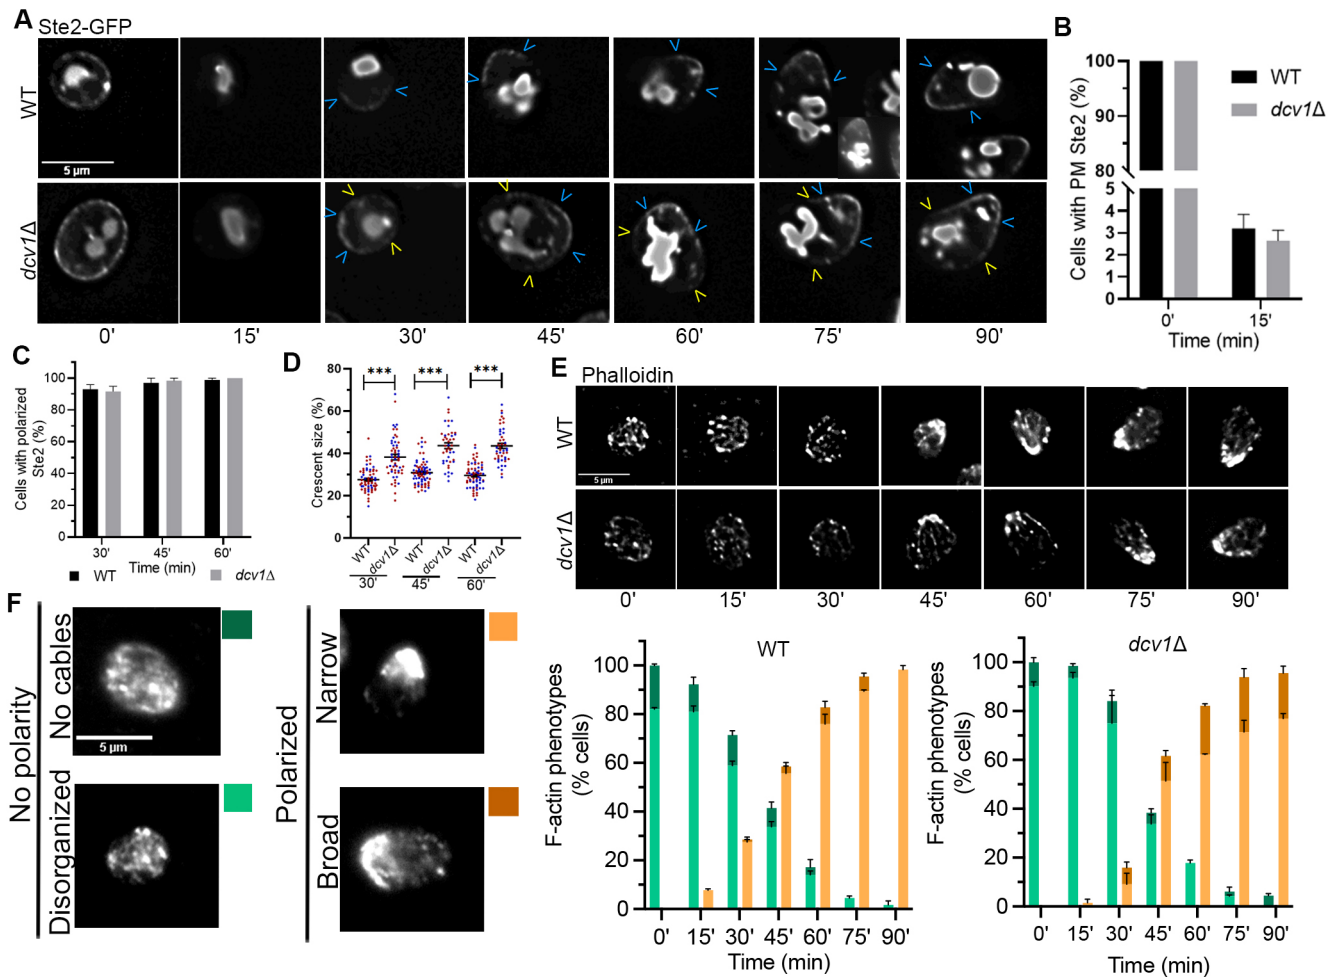 A
Ste2-GFP
WT
5 µm
dcv1Δ
0' 15' 30' 45' 60' 75' 90'
B
Cells with PM Ste2 (%)
100
90
80
5
4
3
2
1
0
WT
dcv1Δ
0' 15'
Time (min)
C
Cells with polarized
Ste2 (%)
100
80
60
40
20
0
30' 45' 60'
Time (min)
WT dcv1Δ
D
Crescent size (%)
80
60
40
20
0
*** *** ***
WT dcv1Δ WT dcv1Δ WT dcv1Δ
30' 45' 60'
E
Phalloidin
WT
5 µm
dcv1Δ
0' 15' 30' 45' 60' 75' 90'
F
No polarity
No cables
5 µm
Disorganized
Polarized
Narrow
Broad
WT
F-actin phenotypes
(% cells)
100
80
60
40
20
0
0' 15' 30' 45' 60' 75' 90'
Time (min)
dcv1Δ
F-actin phenotypes
(% cells)
100
80
60
40
20
0
0' 15' 30' 45' 60' 75' 90'
Time (min)